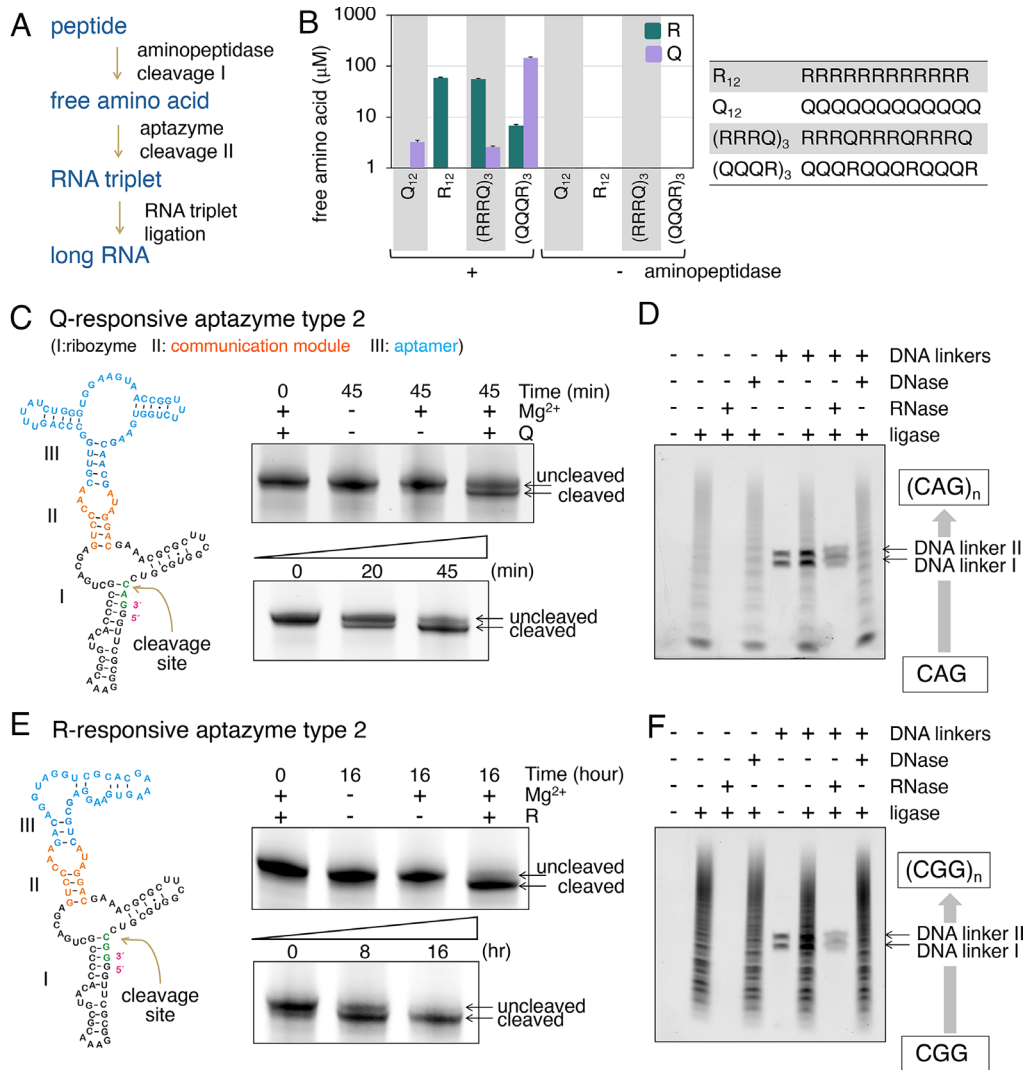 A
peptide
aminopeptidase
cleavage I
free amino acid
aptazyme
cleavage II
RNA triplet
RNA triplet
ligation
long RNA
B
free amino acid (μM)
1000
100
10
1
R
Q
Q12 R12 (RRRQ)3 (QQQR)3 Q12 R12 (RRRQ)3 (QQQR)3
+ - aminopeptidase
R12 RRRRRRRRRRRR
Q12 QQQQQQQQQQQQ
(RRRQ)3 RRRQRRRQRRRQ
(QQQR)3 QQQRQQQRQQQR
C Q-responsive aptazyme type 2
(I:ribozyme II: communication module III: aptamer)
III
II
I
3´
5´
cleavage
site
0 45 45 45 Time (min)
+ - + + Mg2+
+ - - + Q
uncleaved
cleaved
0 20 45 (min)
uncleaved
cleaved
D
- - - - + + + + DNA linkers
- - - + - - - + DNase
- - + - - - + - RNase
- + + + - + + + ligase
(CAG)n
DNA linker II
DNA linker I
CAG
E R-responsive aptazyme type 2
III
II
I
3´
5´
cleavage
site
0 16 16 16 Time (hour)
+ - + + Mg2+
+ - - + R
uncleaved
cleaved
0 8 16 (hr)
uncleaved
cleaved
F
- - - - + + + + DNA linkers
- - - + - - - + DNase
- - + - - - + - RNase
- + + + - + + + ligase
(CGG)n
DNA linker II
DNA linker I
CGG